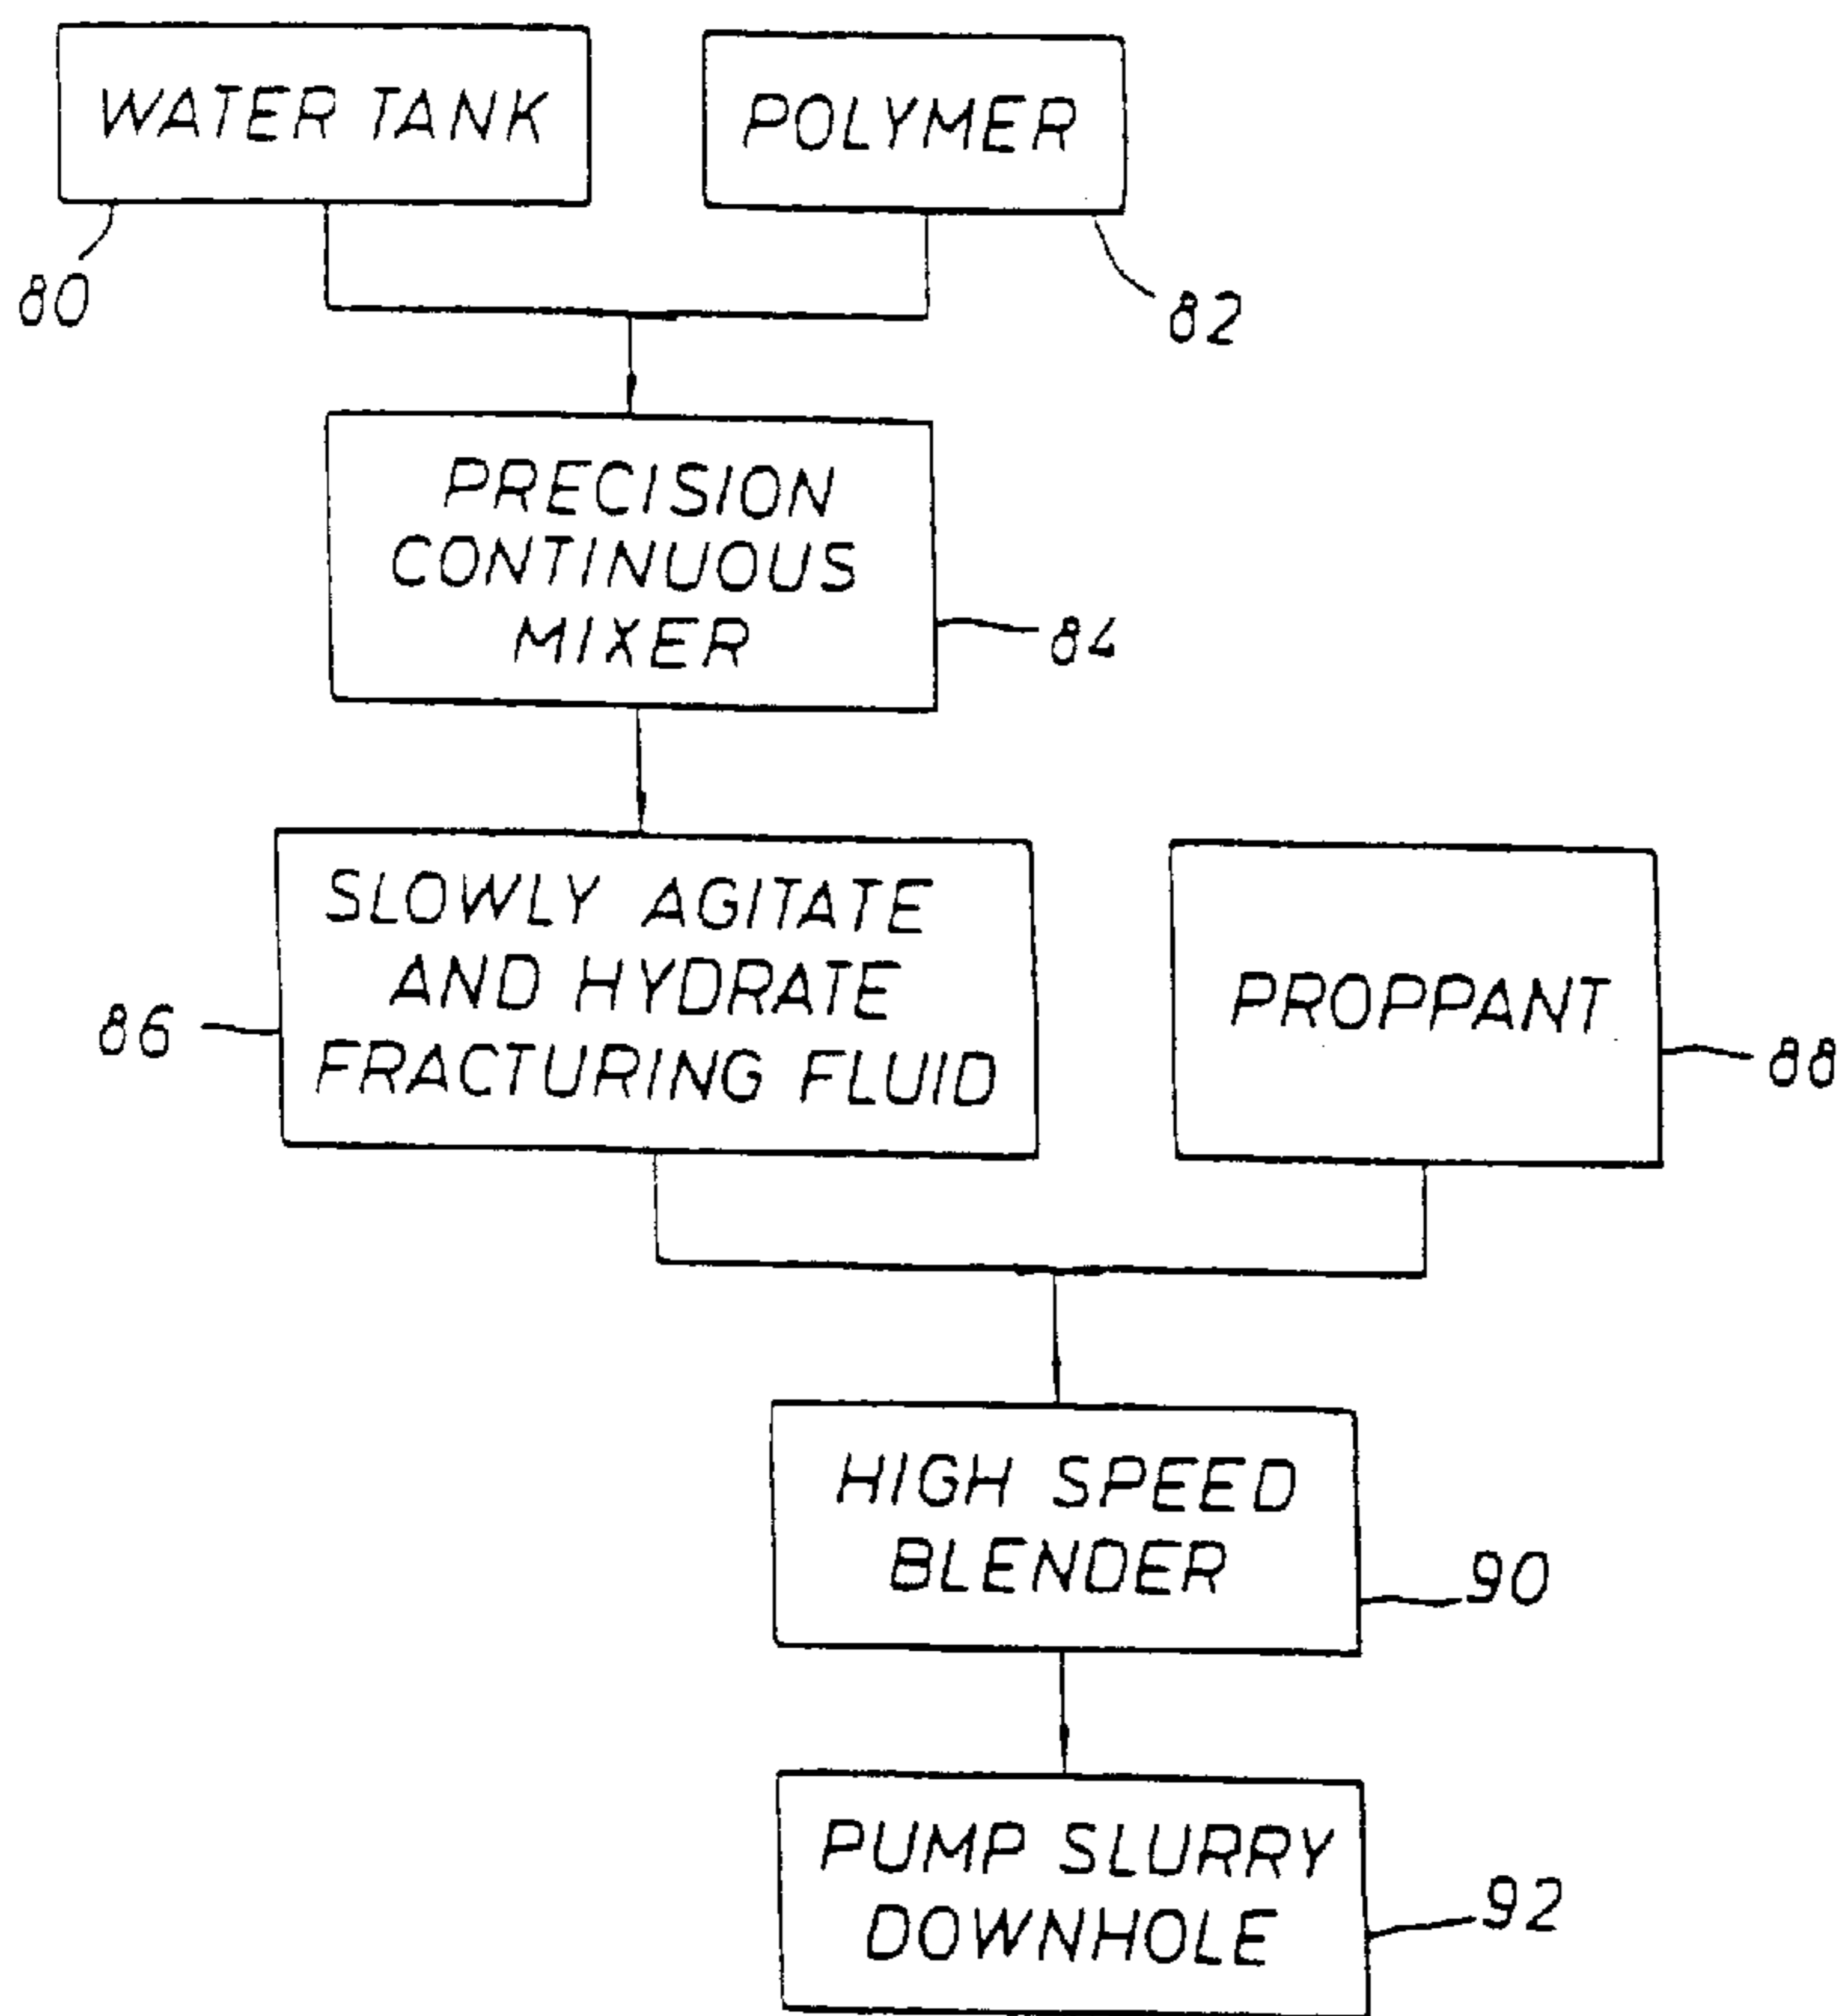 WATER TANK
POLYMER
80
82
PRECISION
CONTINUOUS
MIXER
84
SLOWLY AGITATE
AND HYDRATE
FRACTURING FLUID
86
PROPPANT
88
HIGH SPEED
BLENDER
90
PUMP SLURRY
DOWNHOLE
92